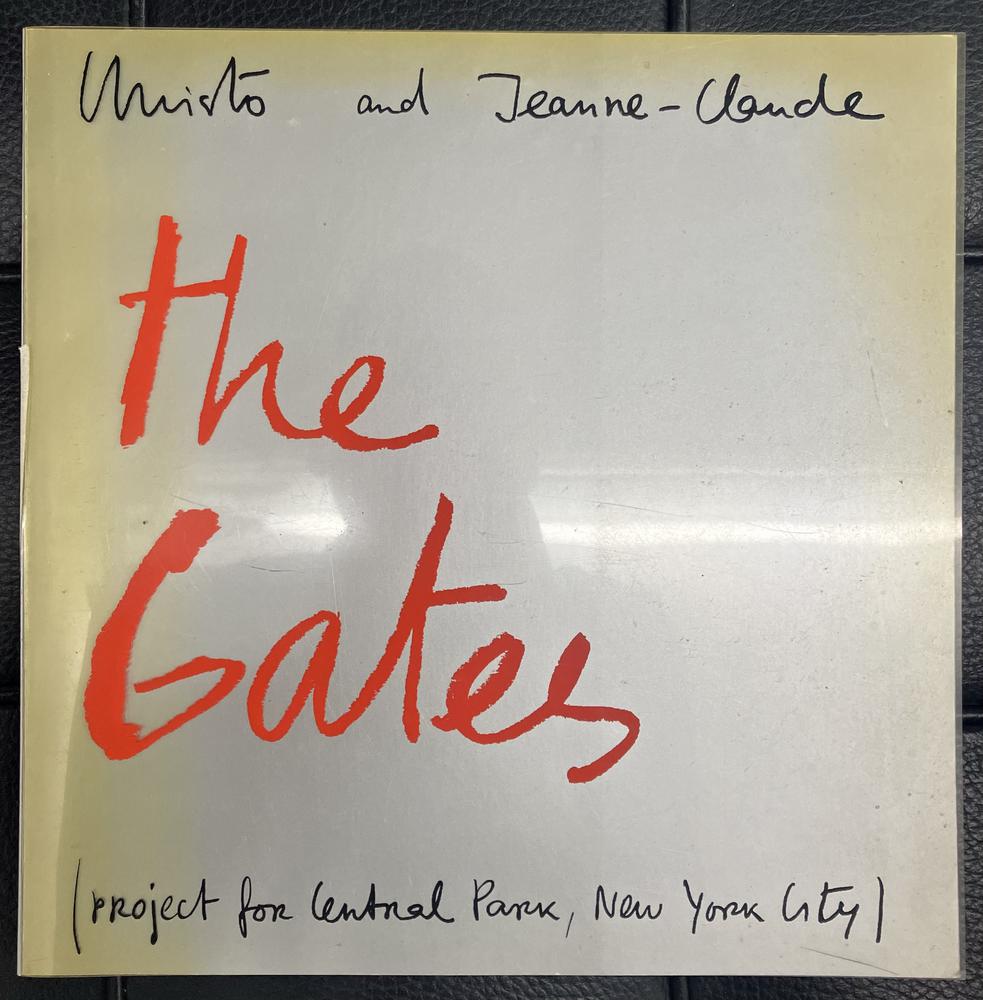 Christo and Jeanne-Claude
The
Gates
(PROJECT for Central Park, New York City)